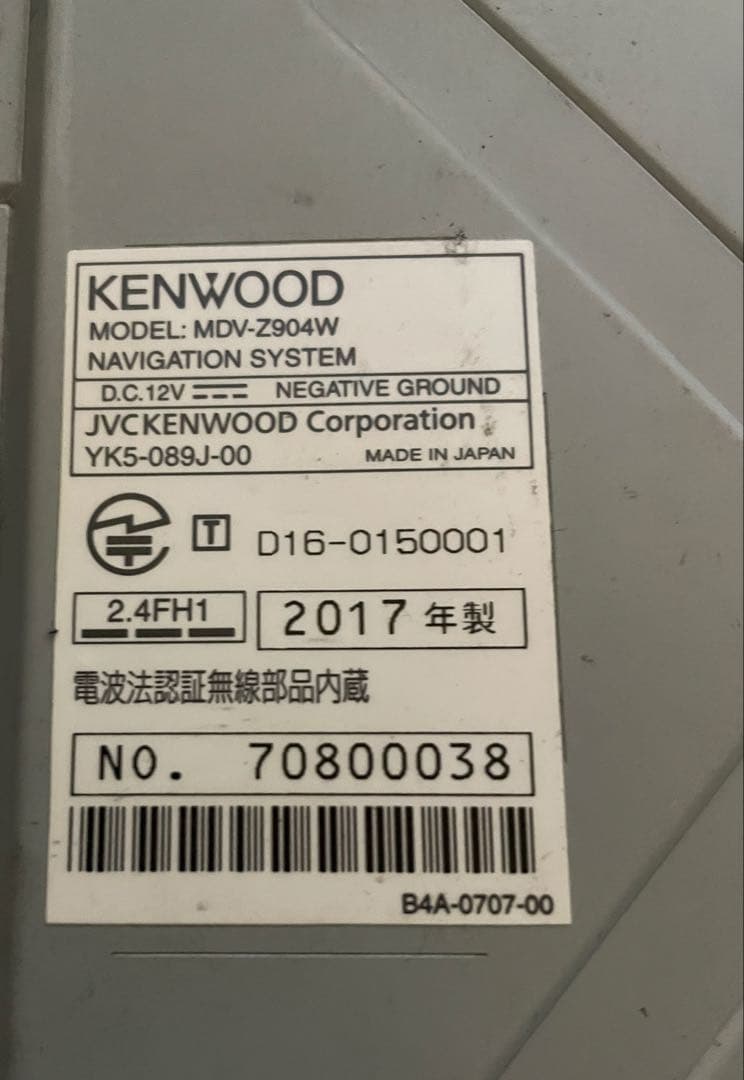 KENWOOD
MODEL: MDV-Z904W
NAVIGATION SYSTEM
D.C.12V NEGATIVE GROUND
JVCKENWOOD Corporation
YK5-089J-00 MADE IN JAPAN
T D16-0150001
2.4FH1 2017 年製
電波法認証無線部品内蔵
NO. 70800038
B4A-0707-00